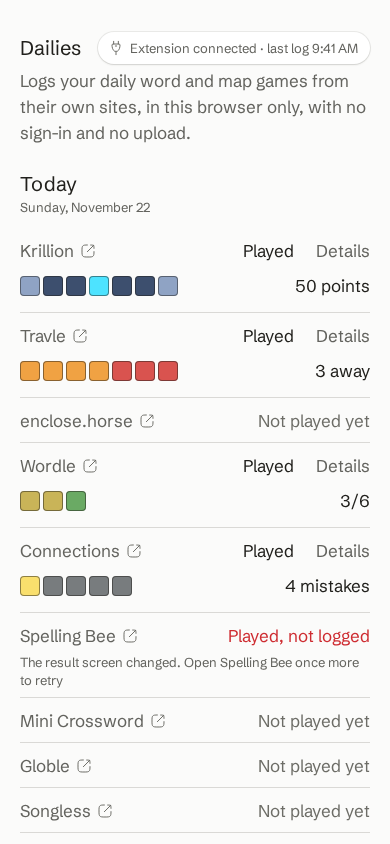 Dailies
Extension connected · last log 9:41 AM
Logs your daily word and map games from
their own sites, in this browser only, with no
sign-in and no upload.
Today
Sunday, November 22
Krillion Played Details
50 points
Travle Played Details
3 away
enclose.horse Not played yet
Wordle Played Details
3/6
Connections Played Details
4 mistakes
Spelling Bee Played, not logged
The result screen changed. Open Spelling Bee once more
to retry
Mini Crossword Not played yet
Globle Not played yet
Songless Not played yet